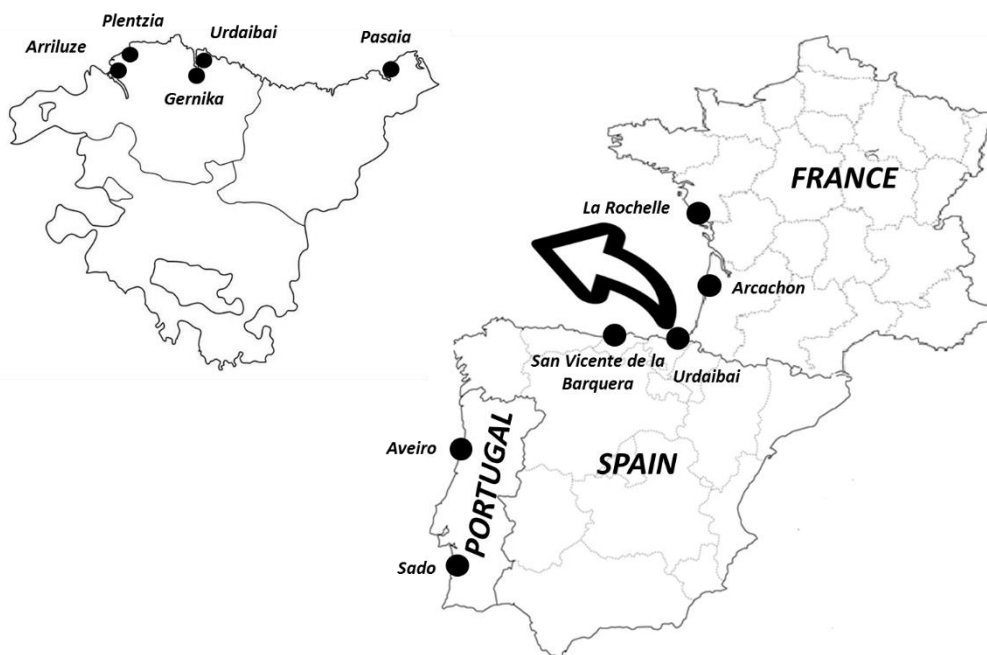 Plentzia
Urdaibai
Pasaia
Arriluze
Gernika
FRANCE
La Rochelle
Arcachon
San Vicente de la
Barquera
Urdaibai
Aveiro
PORTUGAL
SPAIN
Sado